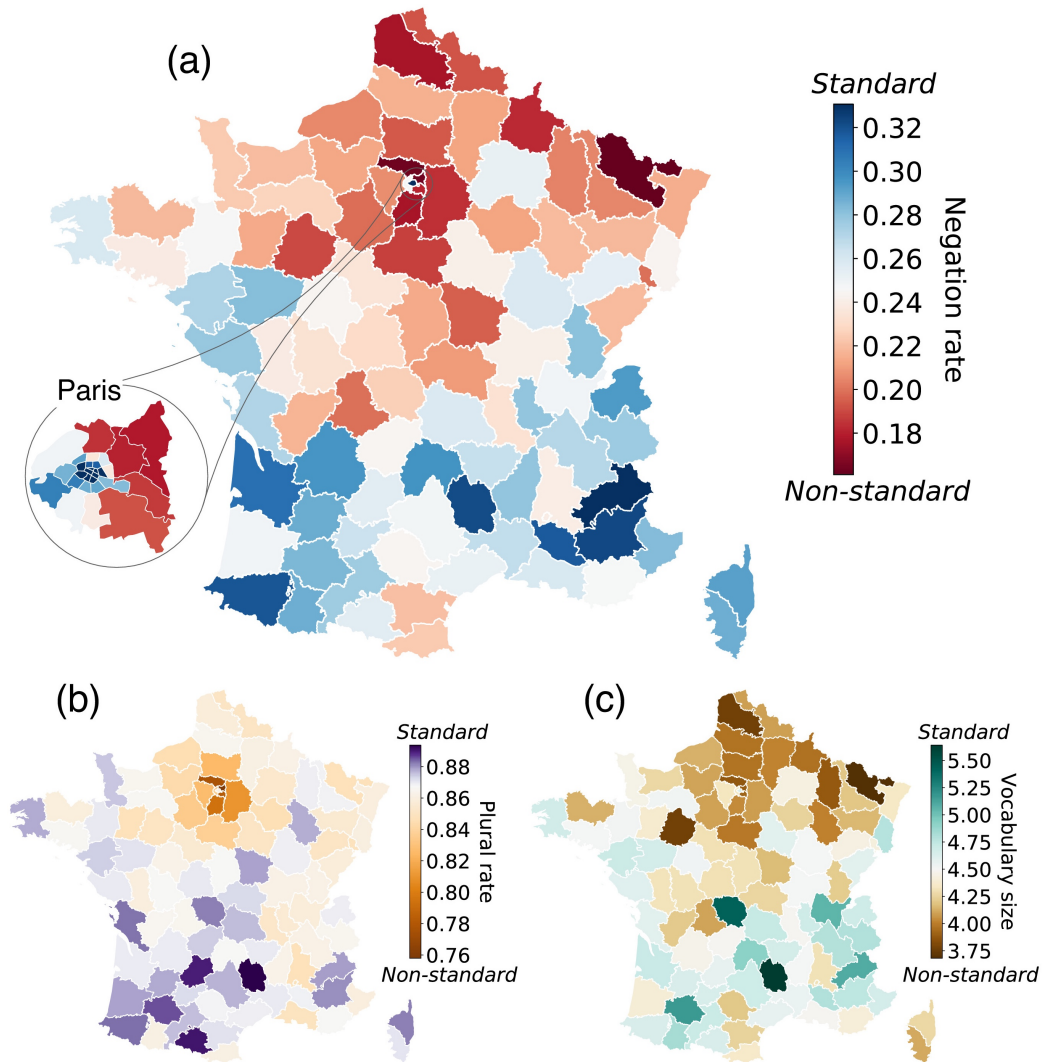 (a)
Standard
0.32
0.30
0.28
0.26
0.24
0.22
0.20
0.18
Negation rate
Non-standard
Paris
(b)
Standard
0.88
0.86
0.84
0.82
0.80
0.78
0.76
Plural rate
Non-standard
(c)
Standard
5.50
5.25
5.00
4.75
4.50
4.25
4.00
3.75
Vocabulary size
Non-standard